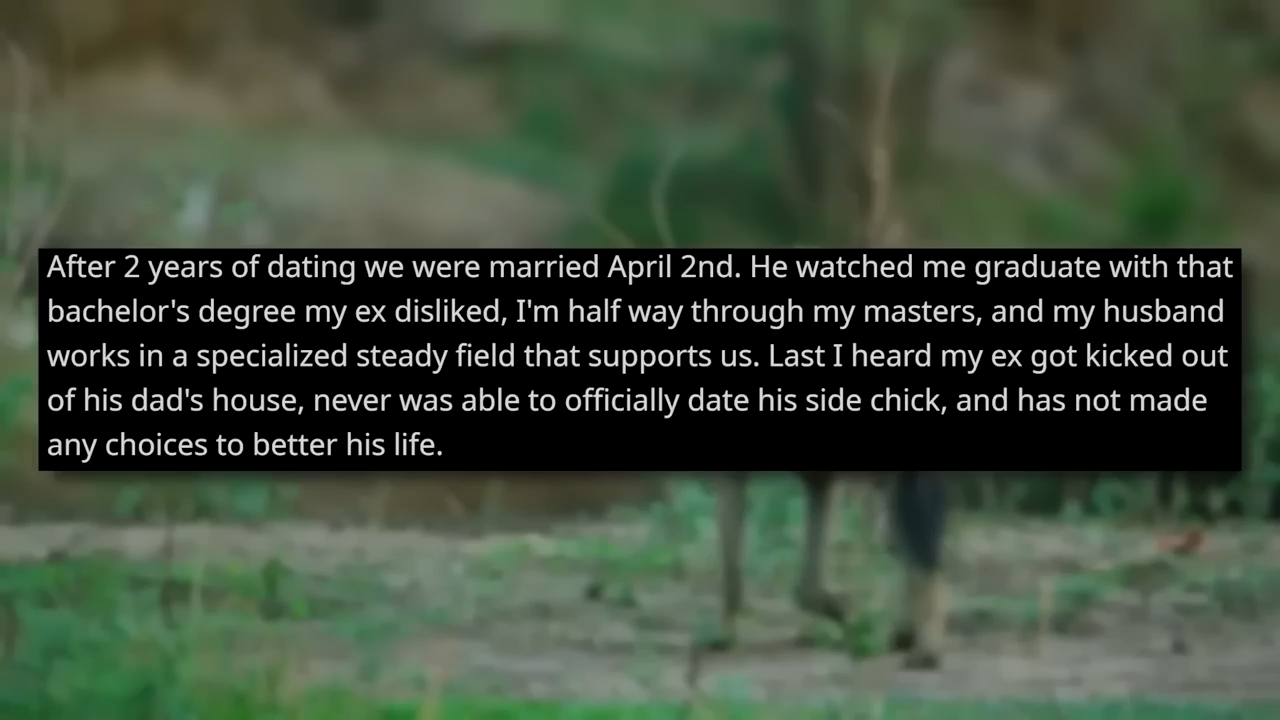 After 2 years of dating we were married April 2nd. He watched me graduate with that
bachelor's degree my ex disliked, I'm half way through my masters, and my husband
works in a specialized steady field that supports us. Last I heard my ex got kicked out
of his dad's house, never was able to officially date his side chick, and has not made
any choices to better his life.